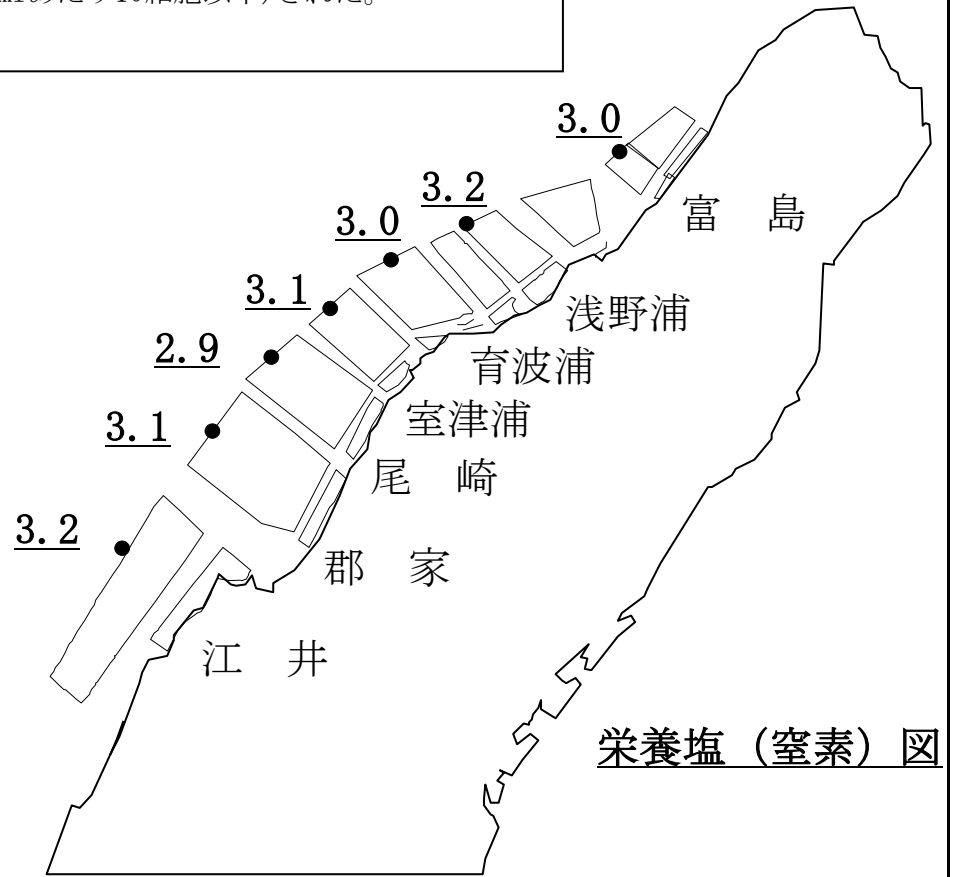 3.0
3.2
3.0
3.1
2.9
3.1
3.2
富　島
浅野浦
育波浦
室津浦
尾　崎
郡　家
江　井
栄養塩（窒素）図